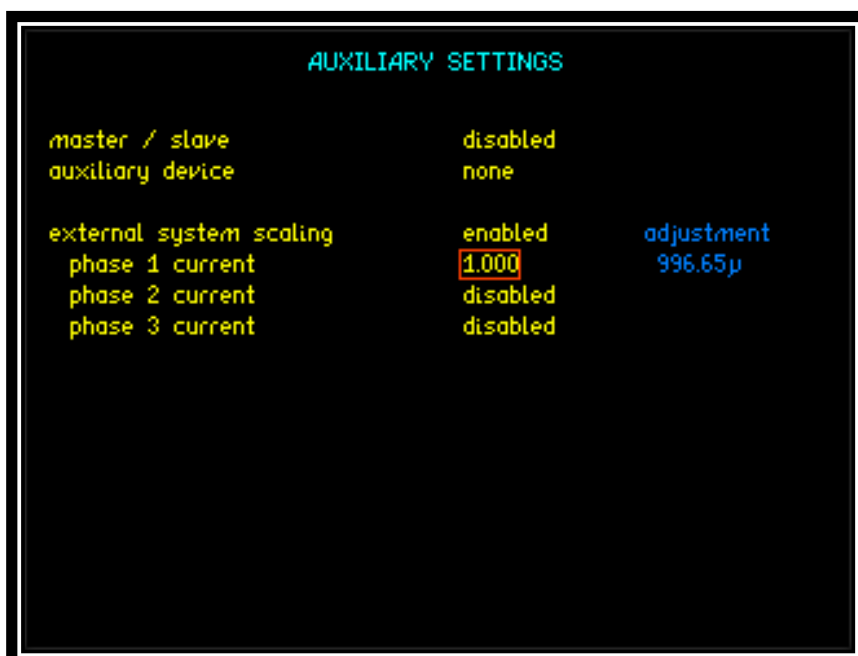 AUXILIARY SETTINGS
master / slave disabled
auxiliary device none
external system scaling enabled adjustment
phase 1 current 1.000 996.65µ
phase 2 current disabled
phase 3 current disabled